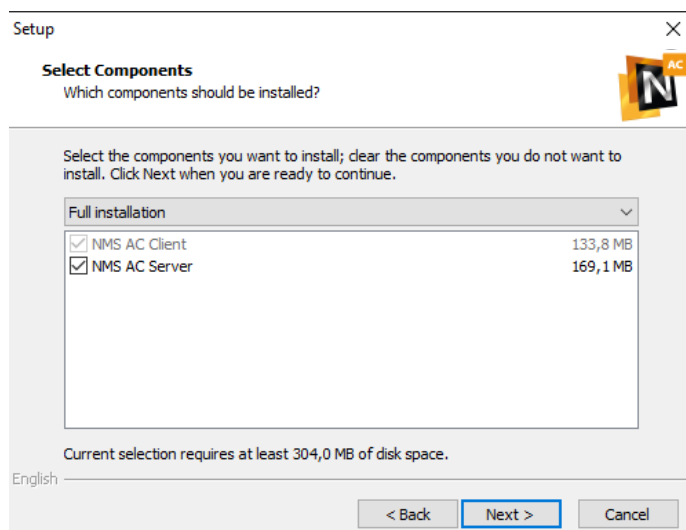 Setup
Select Components
Which components should be installed?
AC
N
Select the components you want to install; clear the components you do not want to
install. Click Next when you are ready to continue.
Full installation
NMS AC Client 133,8 MB
NMS AC Server 169,1 MB
Current selection requires at least 304,0 MB of disk space.
English
< Back Next > Cancel